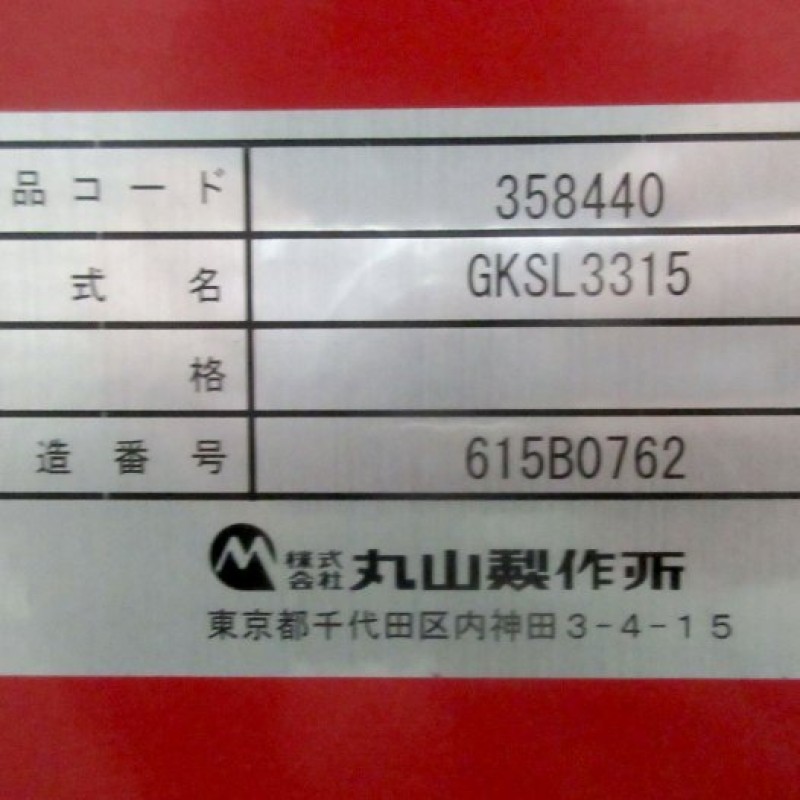 品コード 358440
式名 GKSL3315
格
造番号 615B0762
株式会社 丸山製作所
東京都千代田区内神田3-4-15